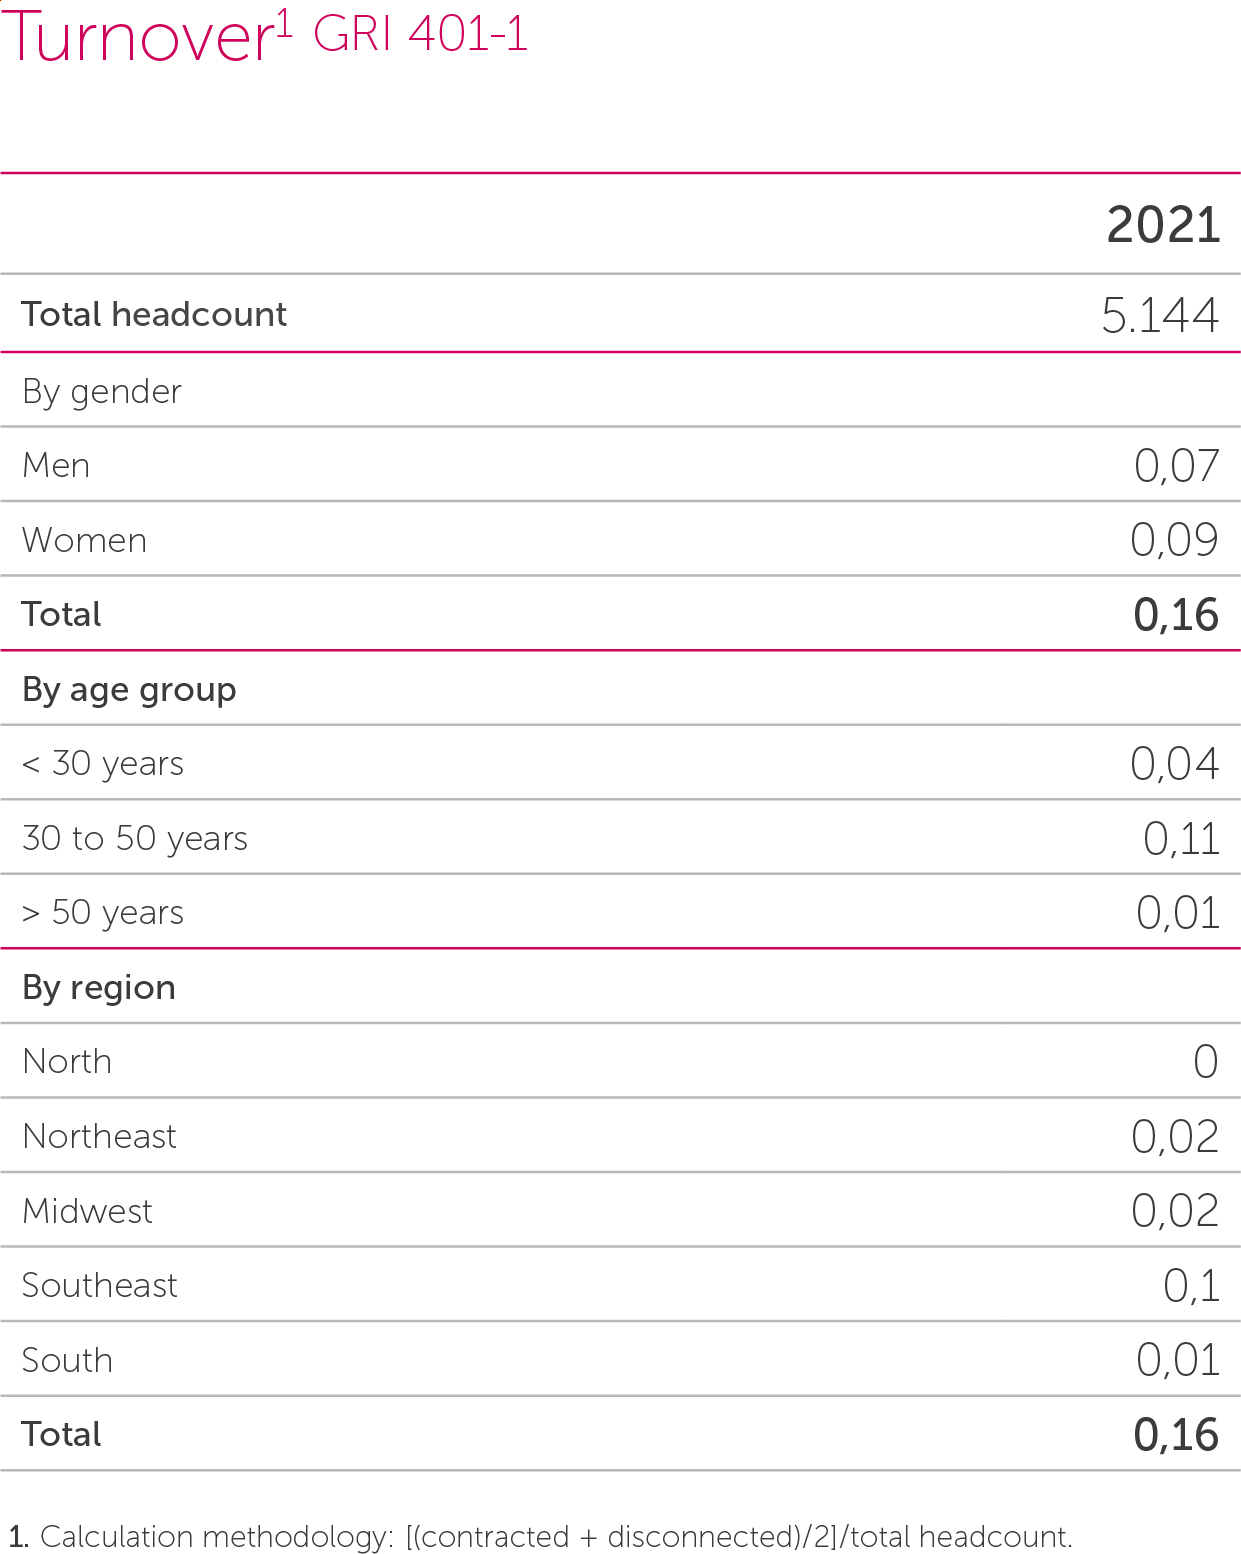 Turnover¹ GRI 401-1
2021
Total headcount 5.144
By gender
Men 0,07
Women 0,09
Total 0,16
By age group
< 30 years 0,04
30 to 50 years 0,11
> 50 years 0,01
By region
North 0
Northeast 0,02
Midwest 0,02
Southeast 0,1
South 0,01
Total 0,16
1. Calculation methodology: [(contracted + disconnected)/2]/total headcount.